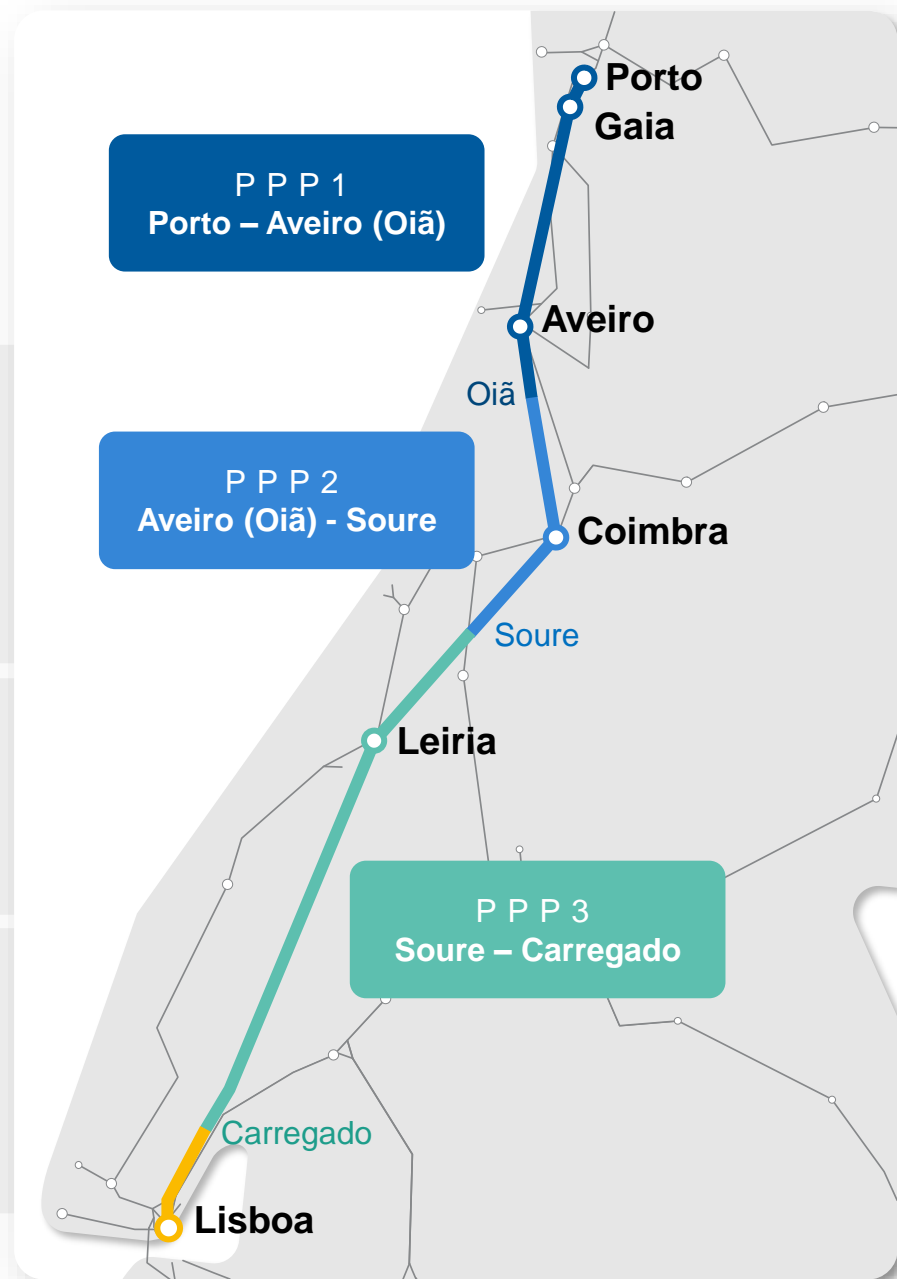 Porto
Gaia
P P P 1
Porto – Aveiro (Oiã)
Aveiro
Oiã
P P P 2
Aveiro (Oiã) - Soure
Coimbra
Soure
Leiria
P P P 3
Soure – Carregado
Carregado
Lisboa